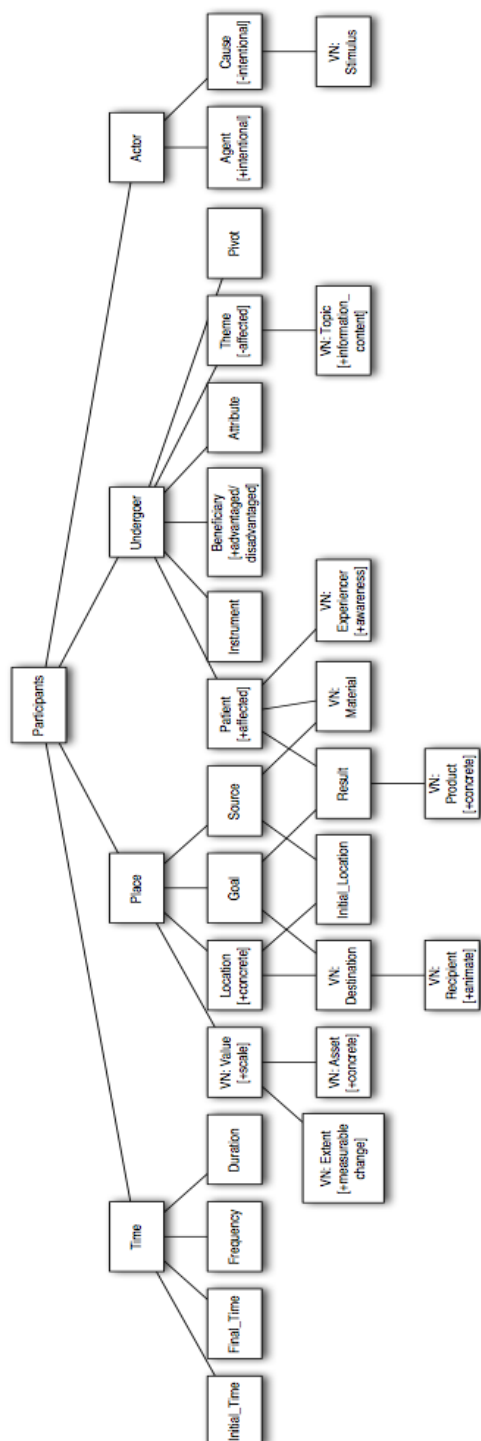 Participants
Time
Place
Undergoer
Actor
Initial_Time
Final_Time
Frequency
Duration
VN: Value
[+scale]
Location
[+concrete]
Goal
Source
Patient
[+affected]
Instrument
Beneficiary
[+advantaged/
disadvantaged]
Attribute
Theme
[-affected]
Pivot
Agent
[+intentional]
Cause
[-intentional]
VN: Extent
[+measurable
change]
VN: Asset
[+concrete]
VN:
Destination
Initial_Location
Result
VN:
Material
VN:
Experiencer
[+awareness]
VN: Topic
[+information_
content]
VN:
Stimulus
VN:
Recipient
[+animate]
VN:
Product
[+concrete]